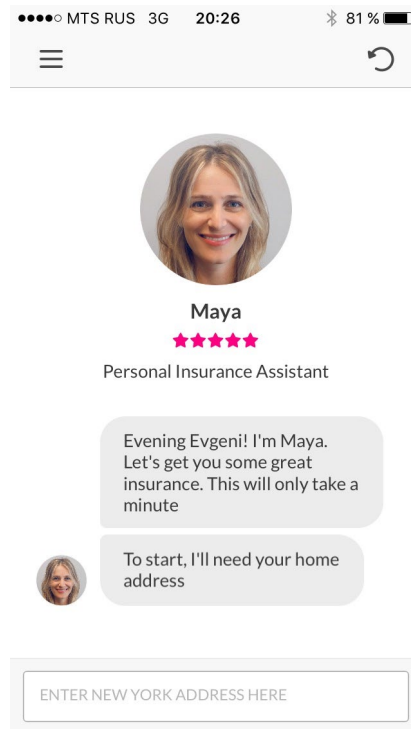 MTS RUS 3G 20:26 81 %
Maya
Personal Insurance Assistant
Evening Evgeni! I'm Maya.
Let's get you some great
insurance. This will only take a
minute
To start, I'll need your home
address
ENTER NEW YORK ADDRESS HERE